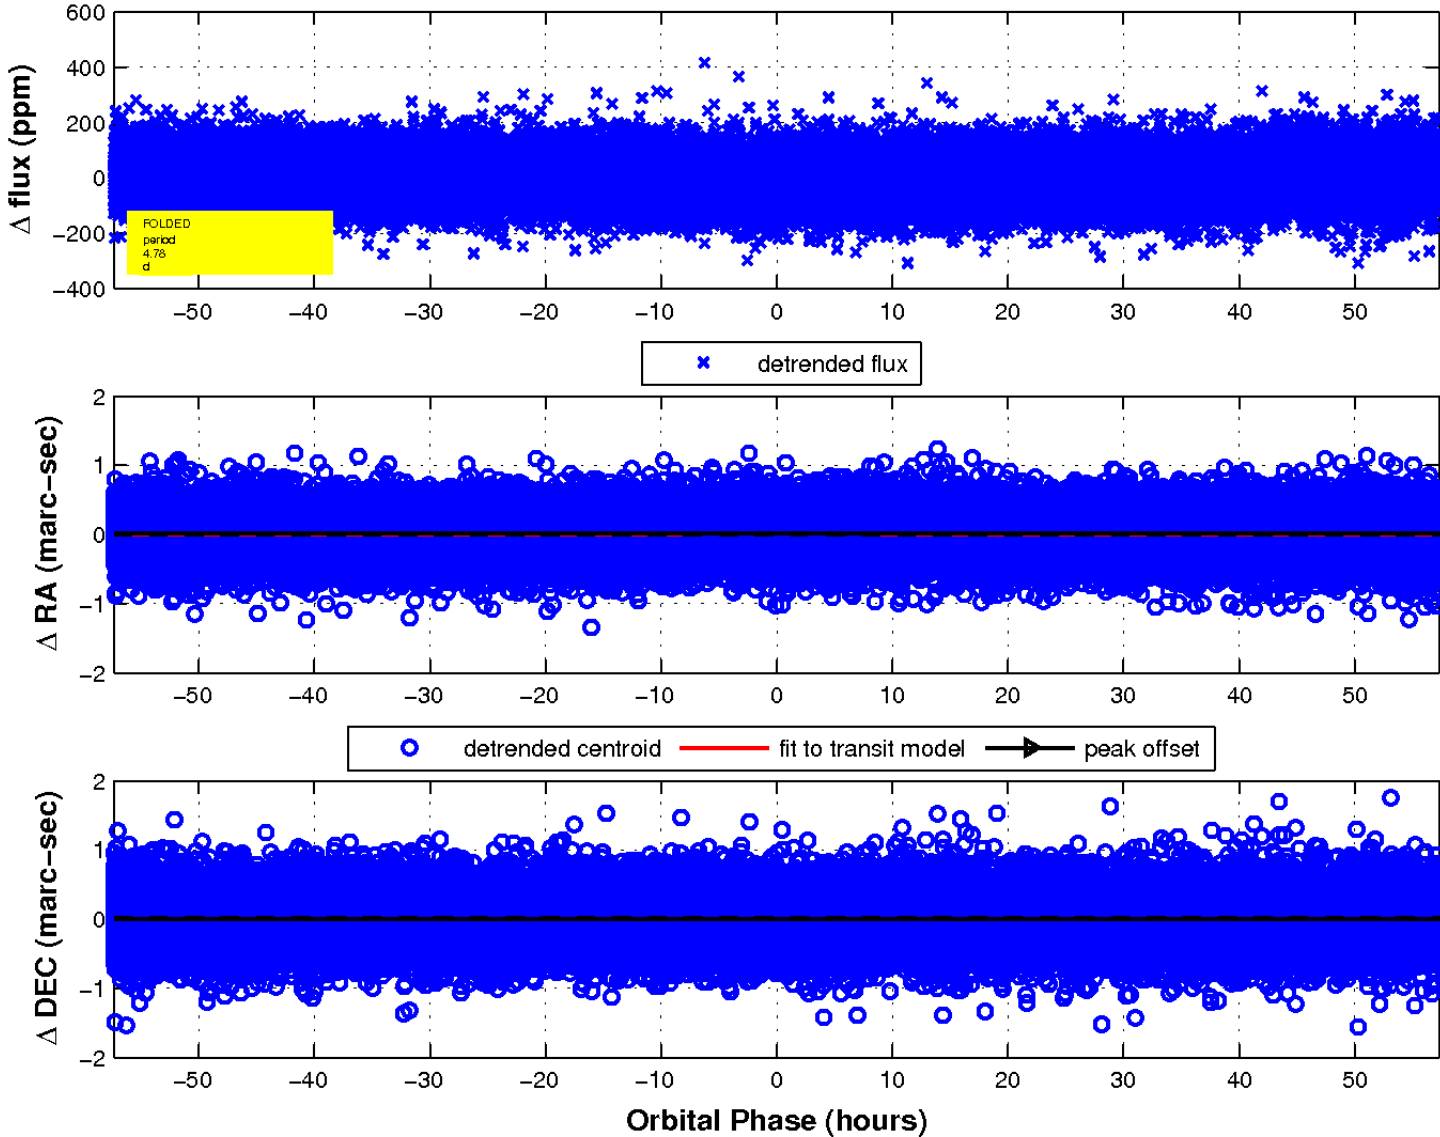 600
400
200
0
−200
−400
Δ flux (ppm)
FOLDED
period
4.78
d
−50 −40 −30 −20 −10 0 10 20 30 40 50
detrended flux
2
1
0
−1
−2
Δ RA (marc−sec)
−50 −40 −30 −20 −10 0 10 20 30 40 50
detrended centroid fit to transit model peak offset
2
1
0
−1
−2
Δ DEC (marc−sec)
−50 −40 −30 −20 −10 0 10 20 30 40 50
Orbital Phase (hours)